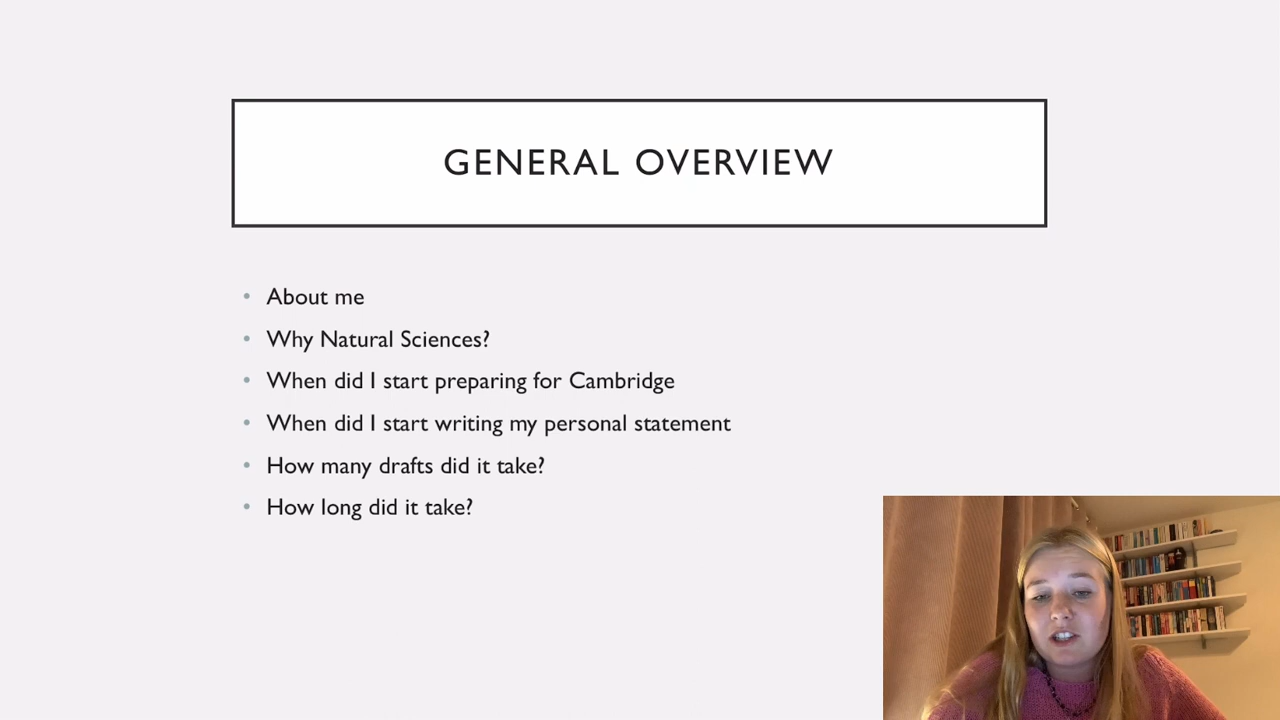 GENERAL OVERVIEW
• About me
• Why Natural Sciences?
• When did I start preparing for Cambridge
• When did I start writing my personal statement
• How many drafts did it take?
• How long did it take?